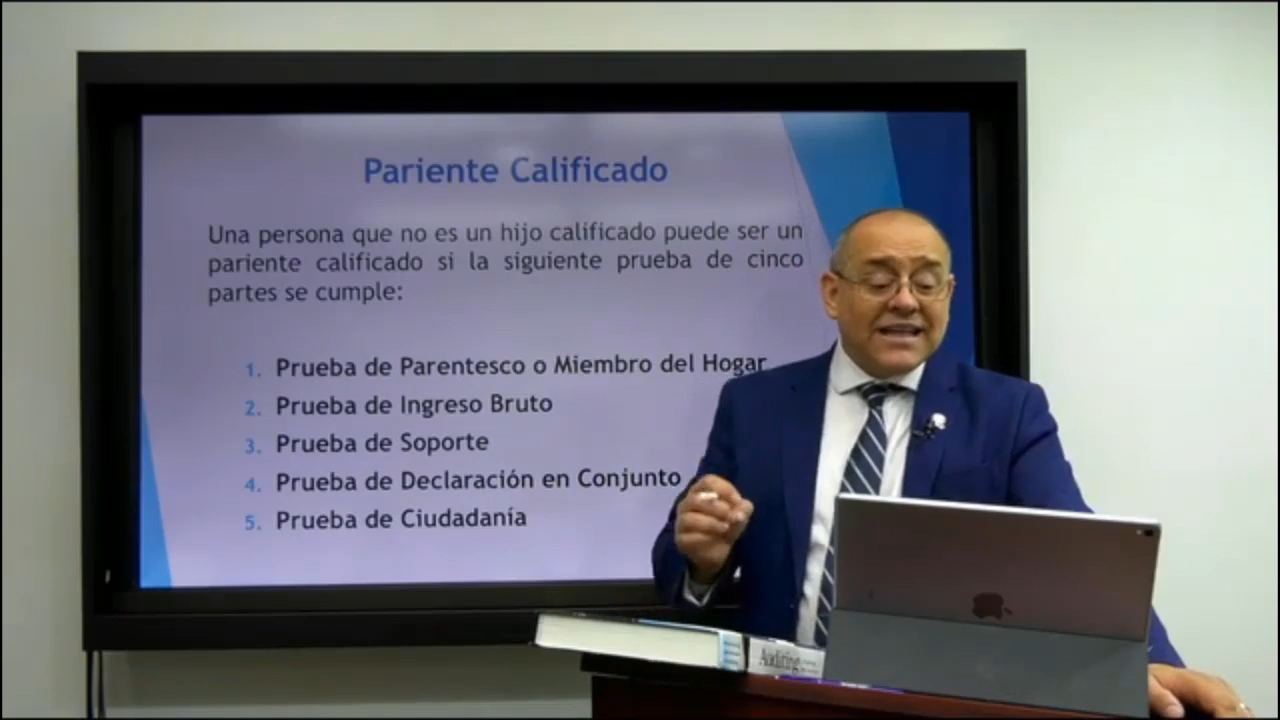 Pariente Calificado
Una persona que no es un hijo calificado puede ser un
pariente calificado si la siguiente prueba de cinco
partes se cumple:
1. Prueba de Parentesco o Miembro del Hogar
2. Prueba de Ingreso Bruto
3. Prueba de Soporte
4. Prueba de Declaración en Conjunto
5. Prueba de Ciudadanía
Auditing